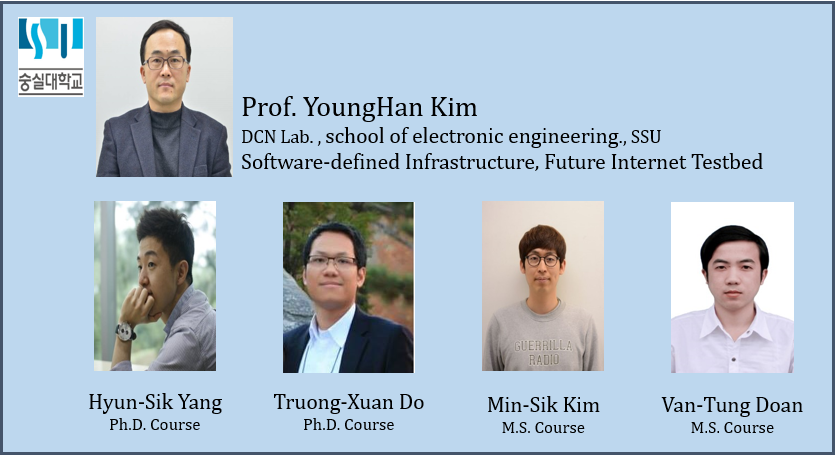 숭실대학교
Prof. YoungHan Kim
DCN Lab. , school of electronic engineering., SSU
Software-defined Infrastructure, Future Internet Testbed
GUERRILLA
RADIO
Hyun-Sik Yang
Ph.D. Course
Truong-Xuan Do
Ph.D. Course
Min-Sik Kim
M.S. Course
Van-Tung Doan
M.S. Course